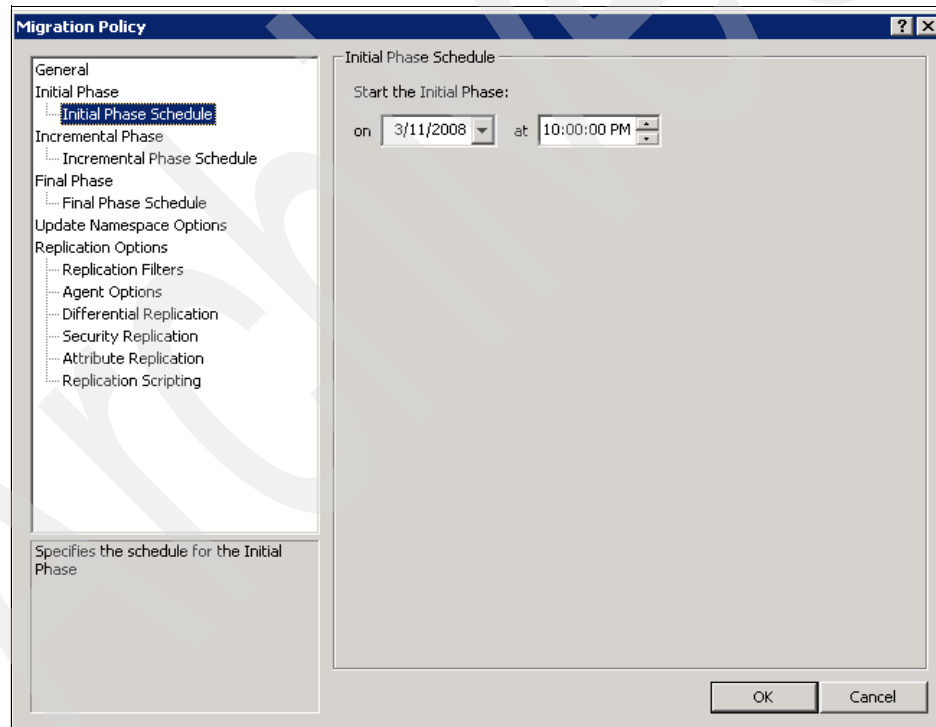 Migration Policy
General
Initial Phase
Initial Phase Schedule
Incremental Phase
Incremental Phase Schedule
Final Phase
Final Phase Schedule
Update Namespace Options
Replication Options
Replication Filters
Agent Options
Differential Replication
Security Replication
Attribute Replication
Replication Scripting
Specifies the schedule for the Initial
Phase
Initial Phase Schedule
Start the Initial Phase:
on 3/11/2008 at 10:00:00 PM
OK Cancel